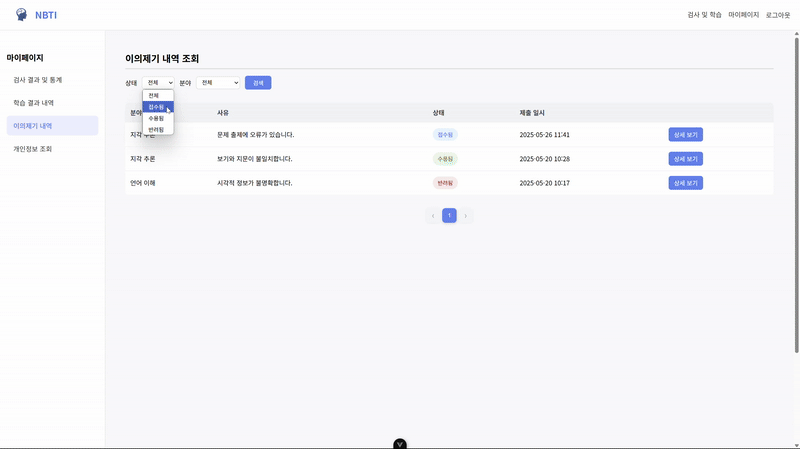 NBTI
검사 및 학습 마이페이지 로그아웃
마이페이지
검사 결과 및 통계
학습 결과 내역
이의제기 내역
개인정보 조회
이의제기 내역 조회
상태 전체 분야 전체 검색
전체
접수됨
수용됨
반려됨
사유 상태 제출 일시
지각 추론 문제 출제에 오류가 있습니다. 접수됨 2025-05-26 11:41 상세 보기
지각 추론 보기와 지문이 불일치합니다. 수용됨 2025-05-20 10:28 상세 보기
언어 이해 시각적 정보가 불명확합니다. 반려됨 2025-05-20 10:17 상세 보기
‹ 1 ›